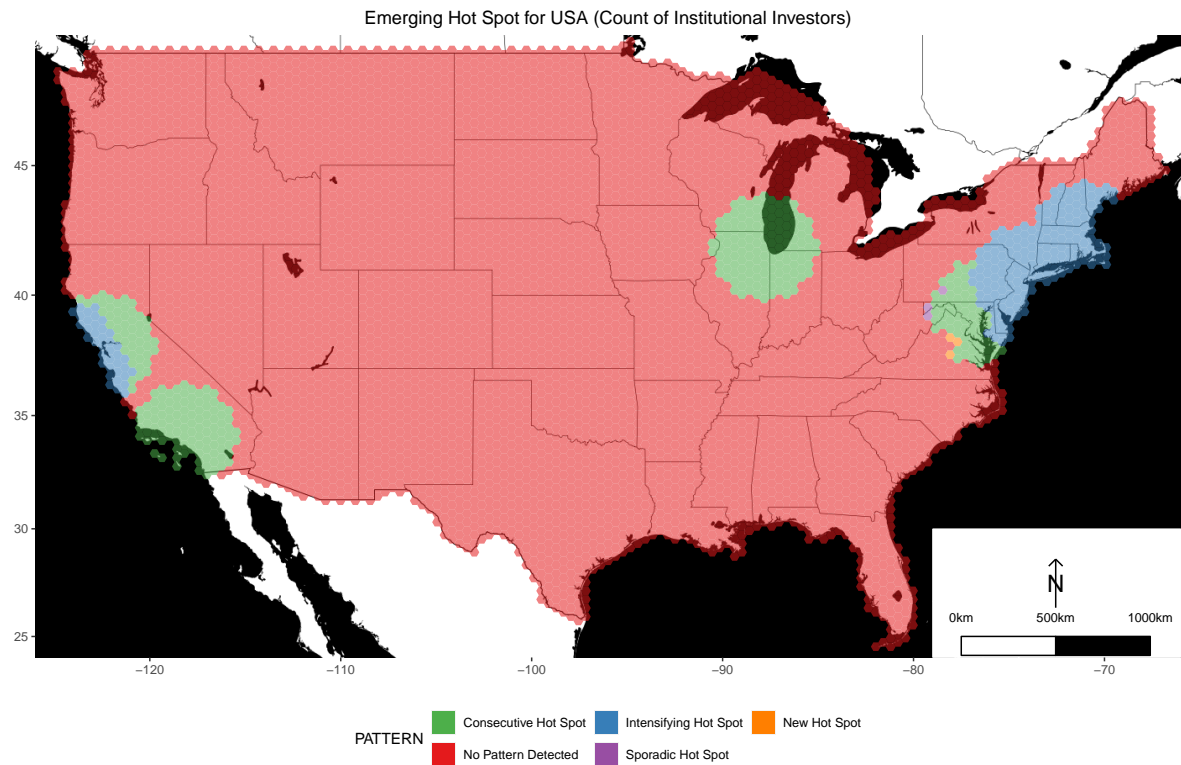 Emerging Hot Spot for USA (Count of Institutional Investors)
45
40
35
30
25
N
0km 500km 1000km
−120 −110 −100 −90 −80 −70
PATTERN
Consecutive Hot Spot Intensifying Hot Spot New Hot Spot
No Pattern Detected Sporadic Hot Spot